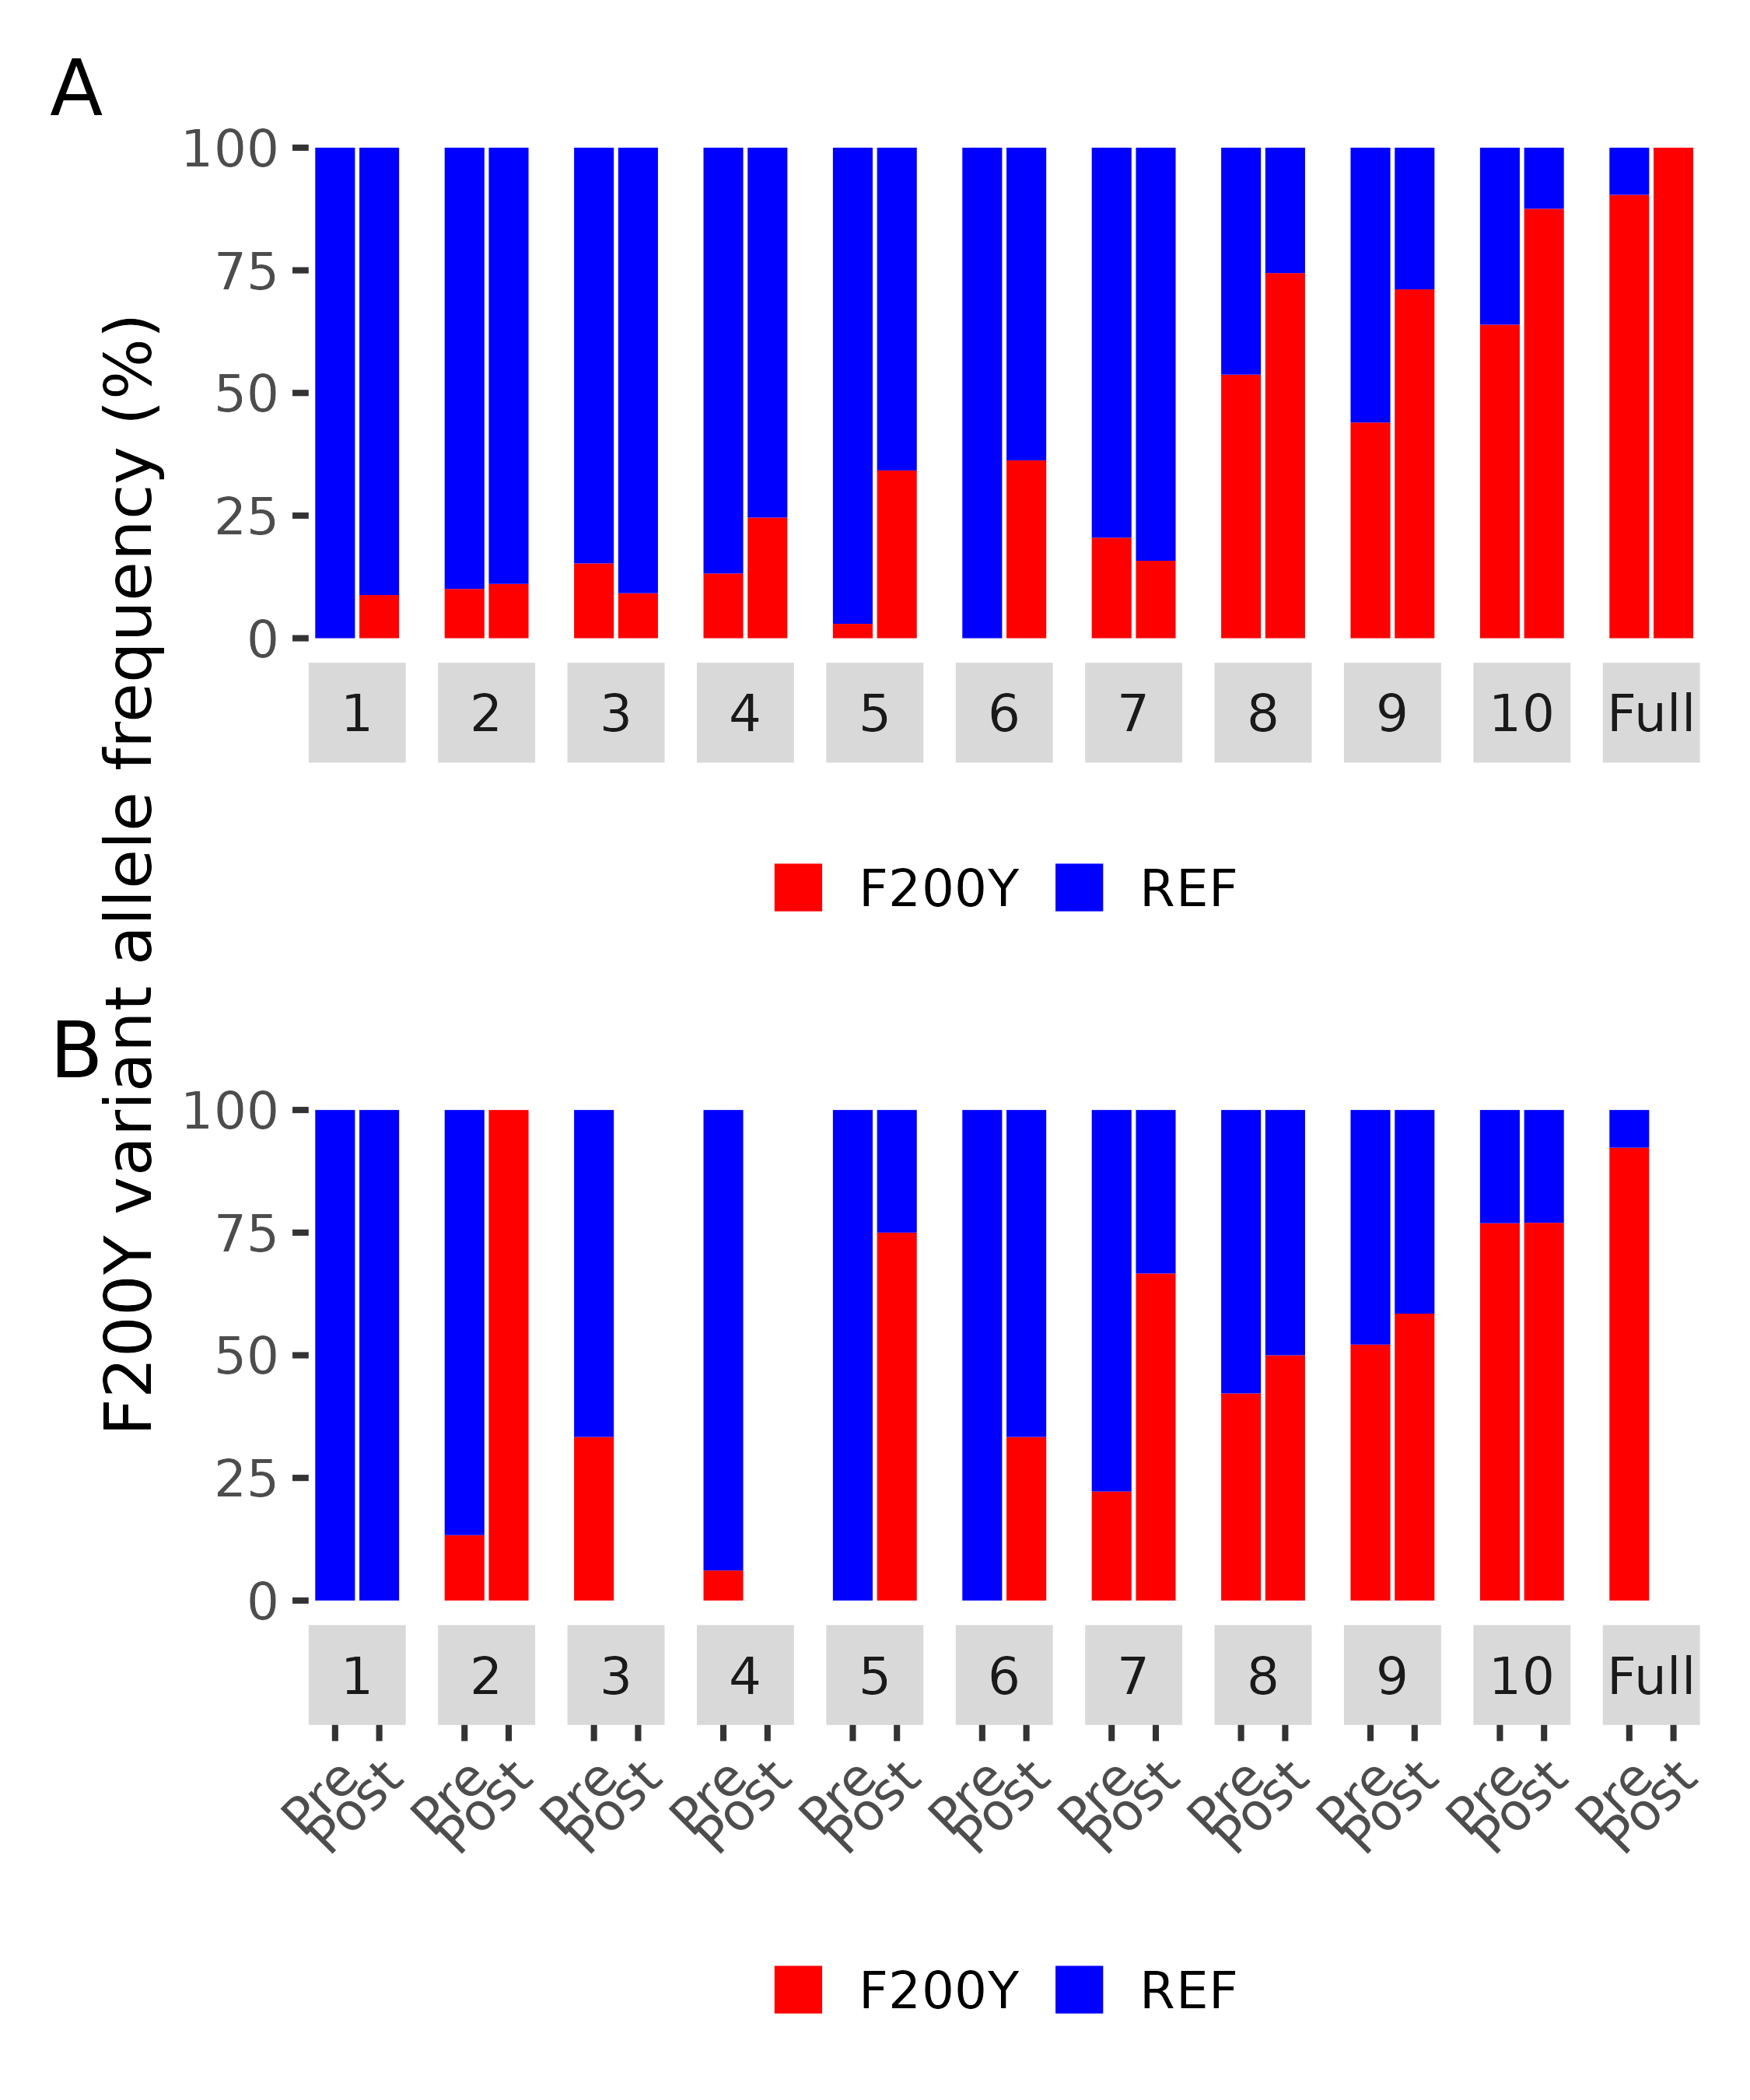 A
F200Y variant allele frequency (%)
100
75
50
25
0
1 2 3 4 5 6 7 8 9 10 Full
F200Y REF
B
100
75
50
25
0
1 2 3 4 5 6 7 8 9 10 Full
Pre Post Pre Post Pre Post Pre Post Pre Post Pre Post Pre Post Pre Post Pre Post Pre Post Pre Post
F200Y REF